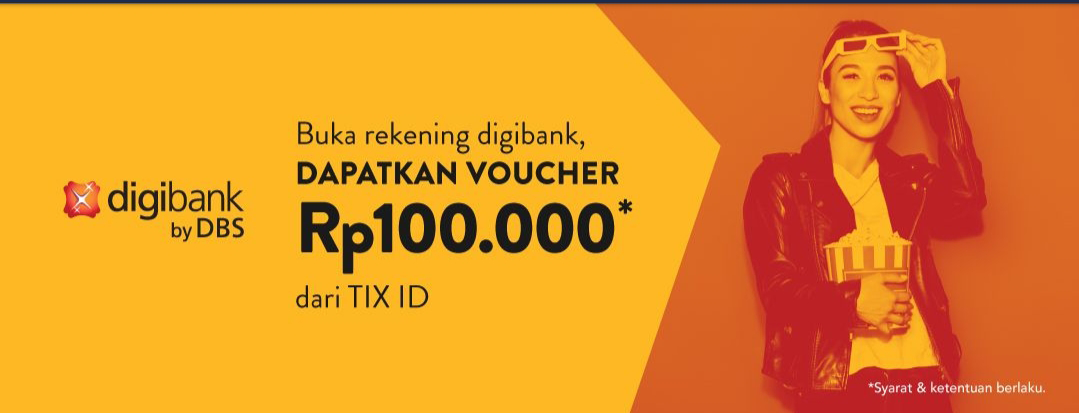 digibank
by DBS
Buka rekening digibank,
DAPATKAN VOUCHER
Rp100.000*
dari TIX ID
*Syarat & ketentuan berlaku.